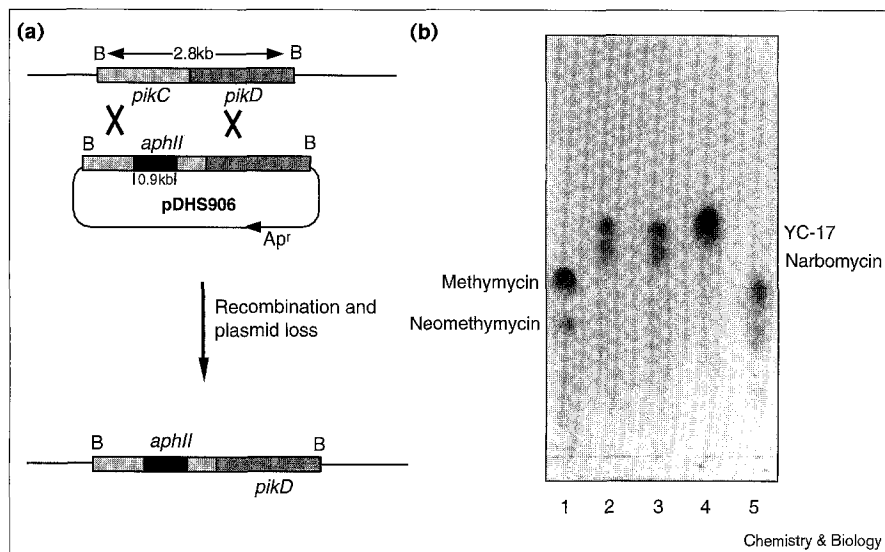 (a)
B 2.8kb B
pikC pikD
aphII
B B
0.9kb
pDHS906
Apr
Recombination and
plasmid loss
aphII
B B
pikD
(b)
YC-17
Narbomycin
Methymycin
Neomethymycin
1 2 3 4 5
Chemistry & Biology